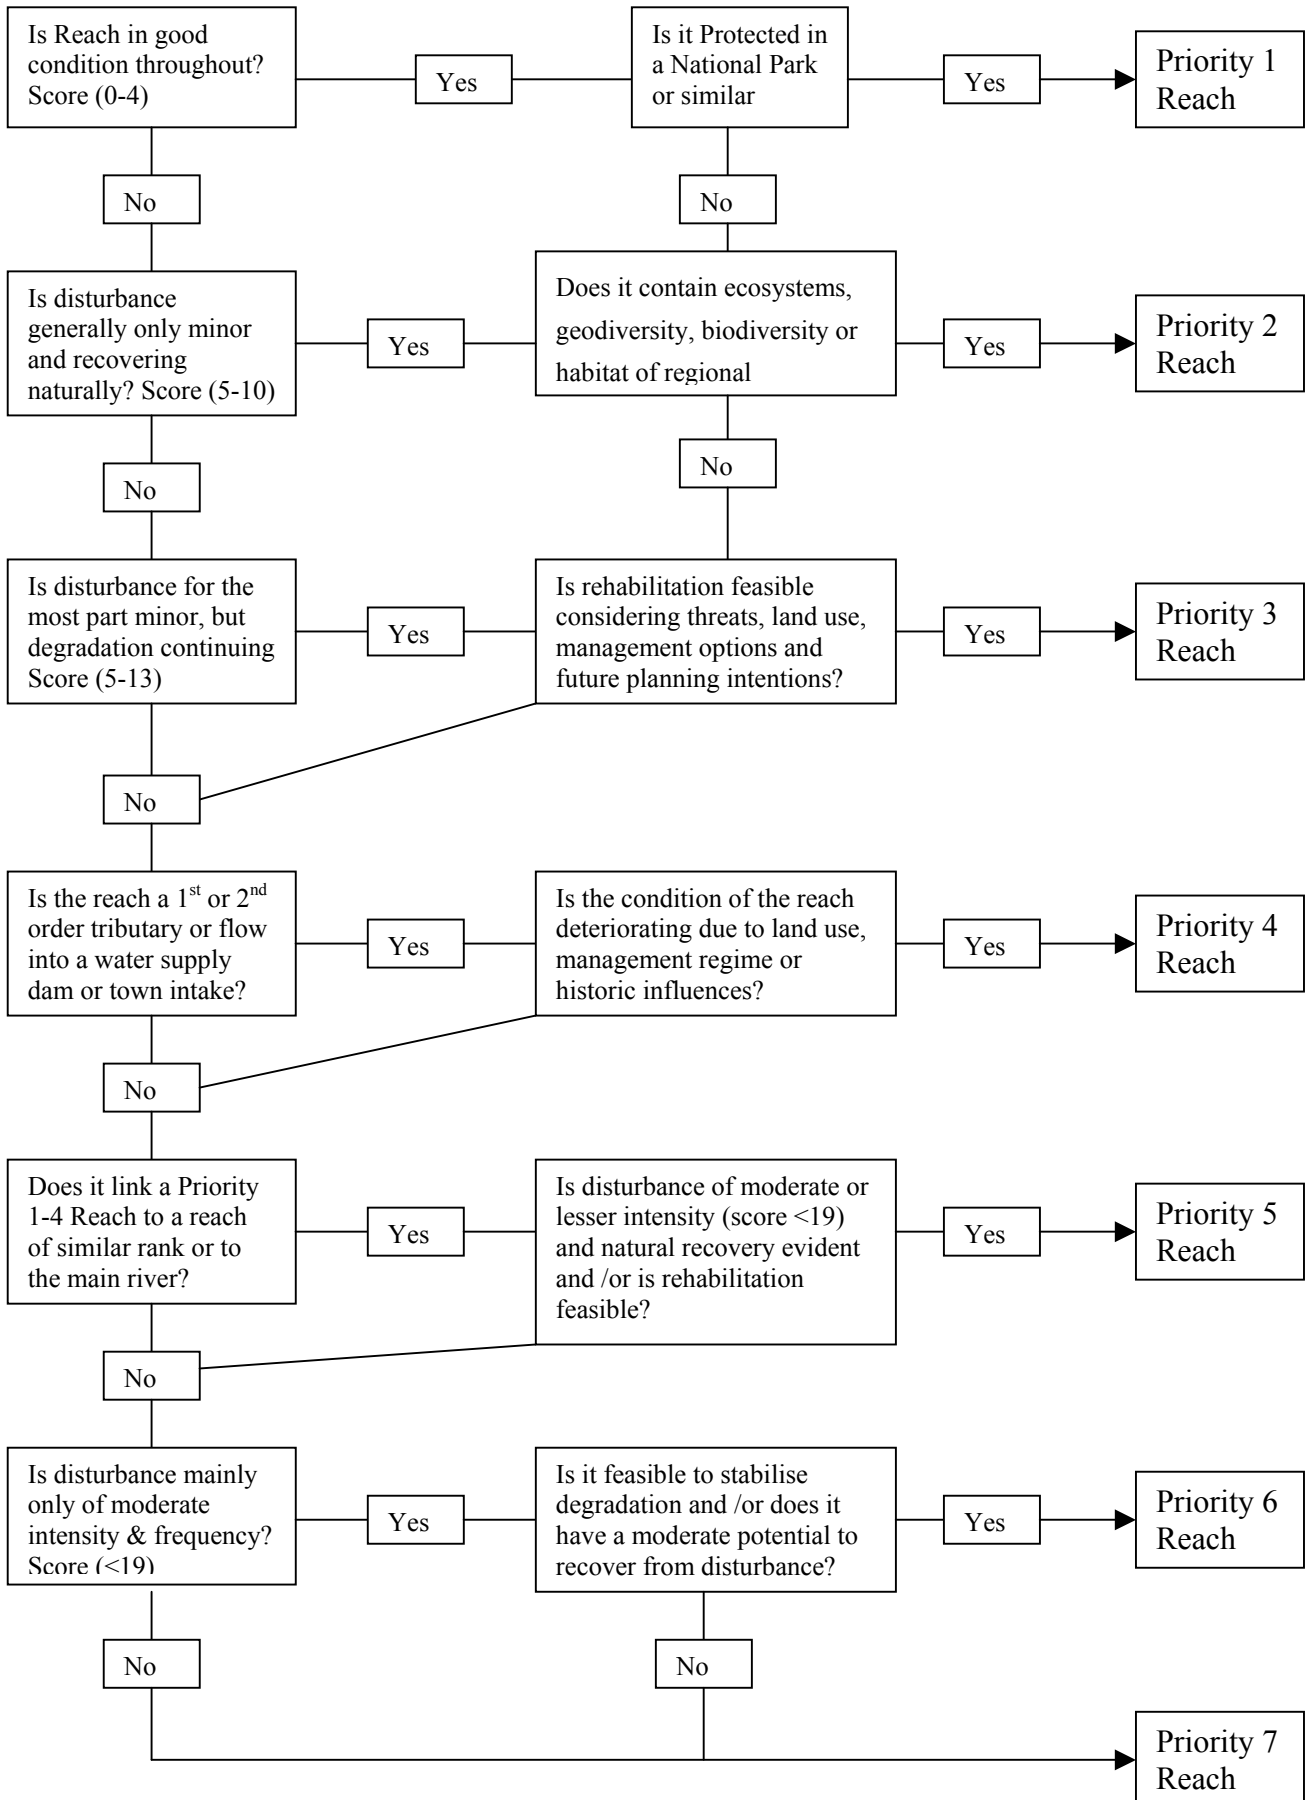 Is Reach in good
condition throughout?
Score (0-4)
Yes
Is it Protected in
a National Park
or similar
Yes
Priority 1
Reach
No
No
Is disturbance
generally only minor
and recovering
naturally? Score (5-10)
Yes
Does it contain ecosystems,
geodiversity, biodiversity or
habitat of regional
Yes
Priority 2
Reach
No
No
Is disturbance for the
most part minor, but
degradation continuing
Score (5-13)
Yes
Is rehabilitation feasible
considering threats, land use,
management options and
future planning intentions?
Yes
Priority 3
Reach
No
Is the reach a 1st or 2nd
order tributary or flow
into a water supply
dam or town intake?
Yes
Is the condition of the reach
deteriorating due to land use,
management regime or
historic influences?
Yes
Priority 4
Reach
No
Does it link a Priority
1-4 Reach to a reach
of similar rank or to
the main river?
Yes
Is disturbance of moderate or
lesser intensity (score <19)
and natural recovery evident
and /or is rehabilitation
feasible?
Yes
Priority 5
Reach
No
Is disturbance mainly
only of moderate
intensity & frequency?
Score (<19)
Yes
Is it feasible to stabilise
degradation and /or does it
have a moderate potential to
recover from disturbance?
Yes
Priority 6
Reach
No
No
Priority 7
Reach